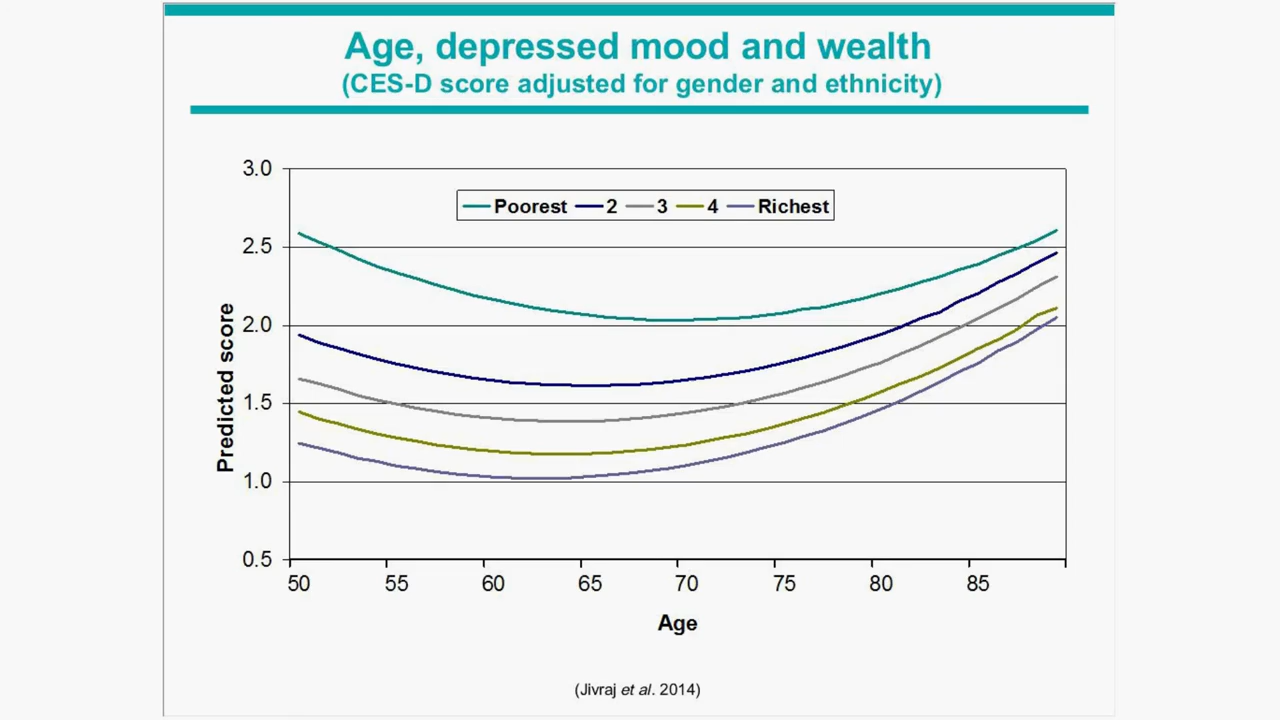 Age, depressed mood and wealth
(CES-D score adjusted for gender and ethnicity)
3.0
Poorest 2 3 4 Richest
2.5
2.0
1.5
1.0
0.5
Predicted score
50 55 60 65 70 75 80 85
Age
(Jivraj et al. 2014)